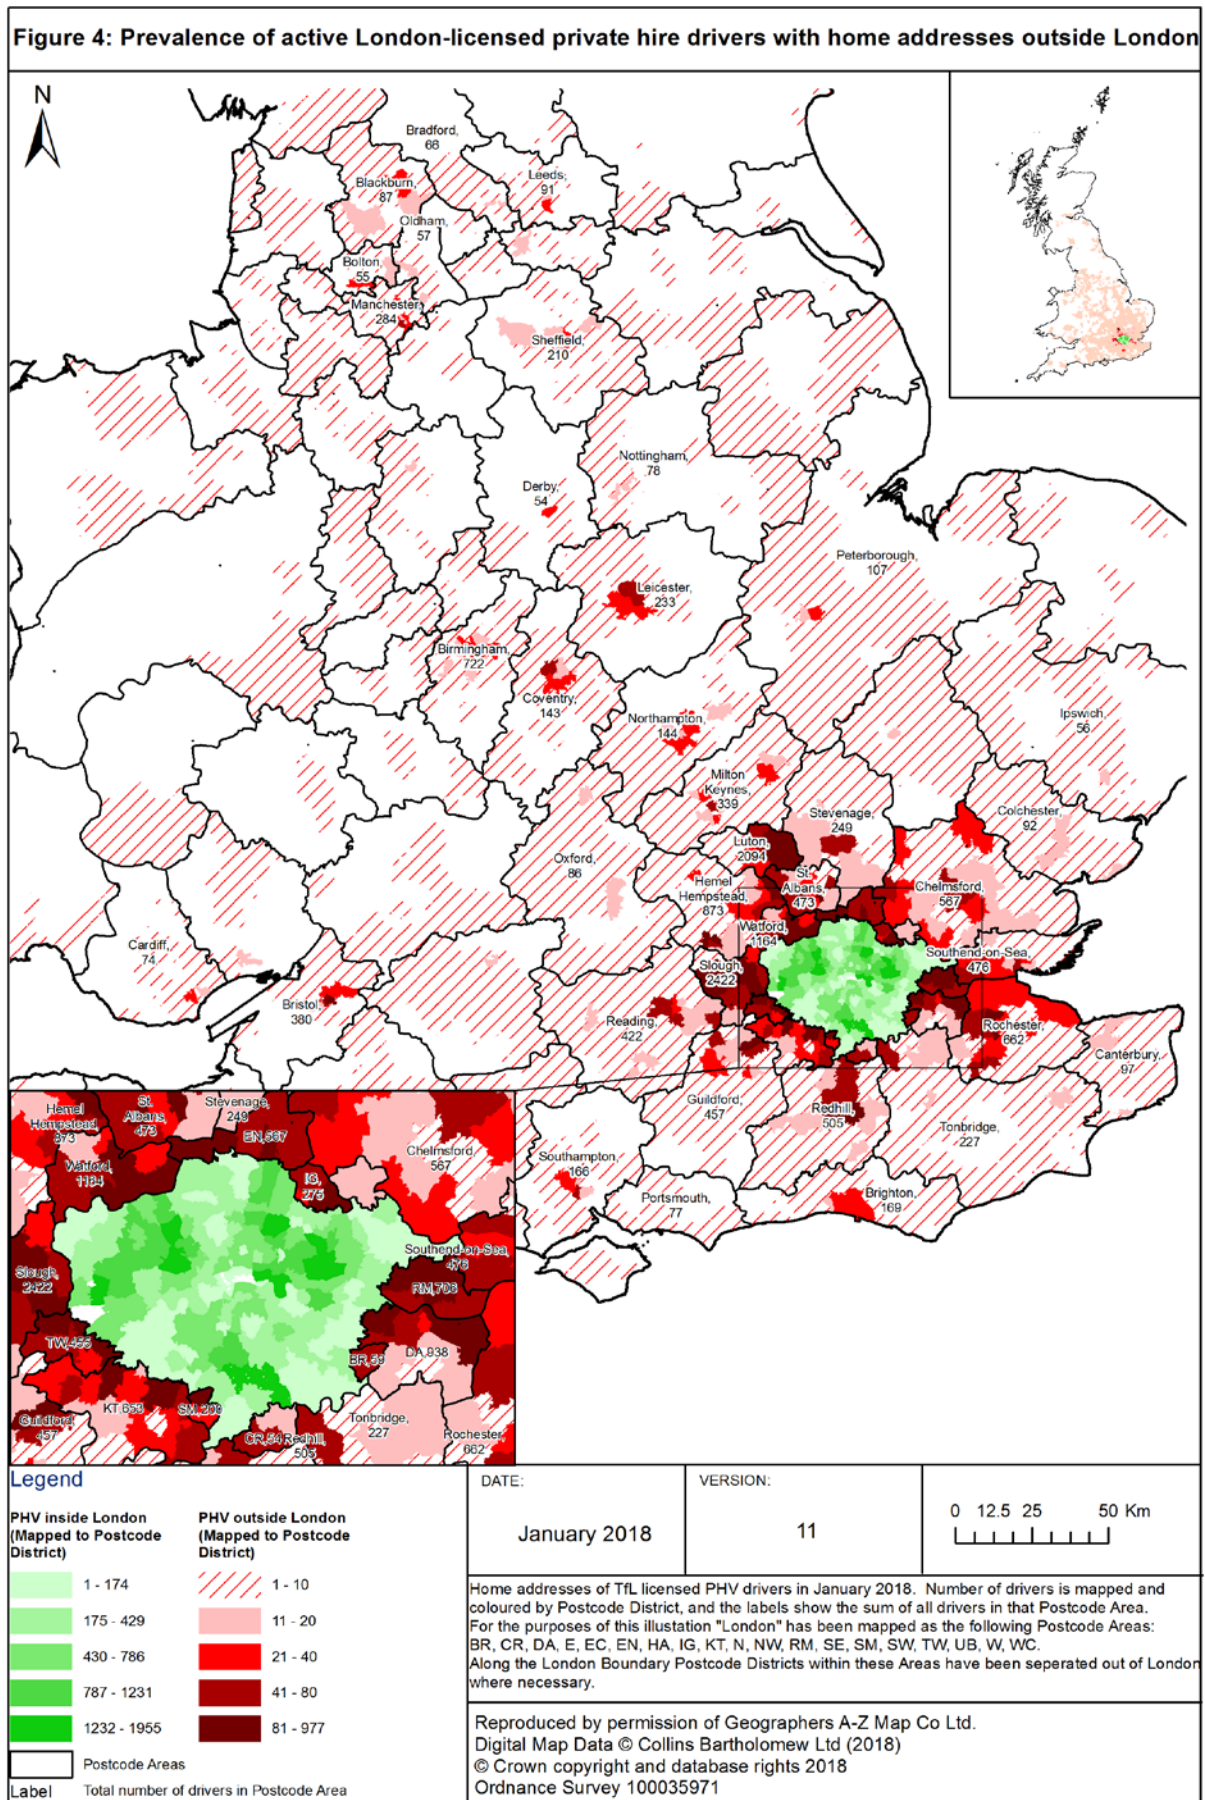 Figure 4: Prevalence of active London-licensed private hire drivers with home addresses outside London
N
Bradford,
68
Blackburn,
87
Leeds,
91
Oldham,
57
Bolton,
55
Manchester,
284
Sheffield,
210
Nottingham,
78
Derby,
54
Peterborough,
107
Leicester,
233
Birmingham,
722
Coventry,
143
Northampton,
144
Ipswich,
56
Milton
Keynes,
339
Stevenage,
249
Colchester,
92
Luton,
2094
Oxford,
86
St.
Albans,
473
Hemel
Hempstead,
873
Chelmsford,
567
Watford,
1164
Cardiff,
74
Slough,
2422
Southend-on-Sea,
476
Bristol,
380
Reading,
422
Rochester,
662
Canterbury,
97
Guildford,
457
Redhill,
505
Tonbridge,
227
Southampton,
166
Portsmouth,
77
Brighton,
169
Hemel
Hempstead,
873
St.
Albans,
473
Stevenage,
249
EN,567
Watford,
1164
Chelmsford,
567
IG,
275
Southend-on-Sea,
476
Slough,
2422
RM,706
TW,455
BR,59
DA,938
KT,653
SM,200
Guildford,
457
Tonbridge,
227
CR,54
Redhill,
505
Rochester,
662
Legend
PHV inside London
(Mapped to Postcode
District)
1 - 174
175 - 429
430 - 786
787 - 1231
1232 - 1955
PHV outside London
(Mapped to Postcode
District)
1 - 10
11 - 20
21 - 40
41 - 80
81 - 977
Postcode Areas
Label Total number of drivers in Postcode Area
DATE:
January 2018
VERSION:
11
0 12.5 25 50 Km
Home addresses of TfL licensed PHV drivers in January 2018. Number of drivers is mapped and
coloured by Postcode District, and the labels show the sum of all drivers in that Postcode Area.
For the purposes of this illustation "London" has been mapped as the following Postcode Areas:
BR, CR, DA, E, EC, EN, HA, IG, KT, N, NW, RM, SE, SM, SW, TW, UB, W, WC.
Along the London Boundary Postcode Districts within these Areas have been seperated out of London
where necessary.
Reproduced by permission of Geographers A-Z Map Co Ltd.
Digital Map Data © Collins Bartholomew Ltd (2018)
© Crown copyright and database rights 2018
Ordnance Survey 100035971